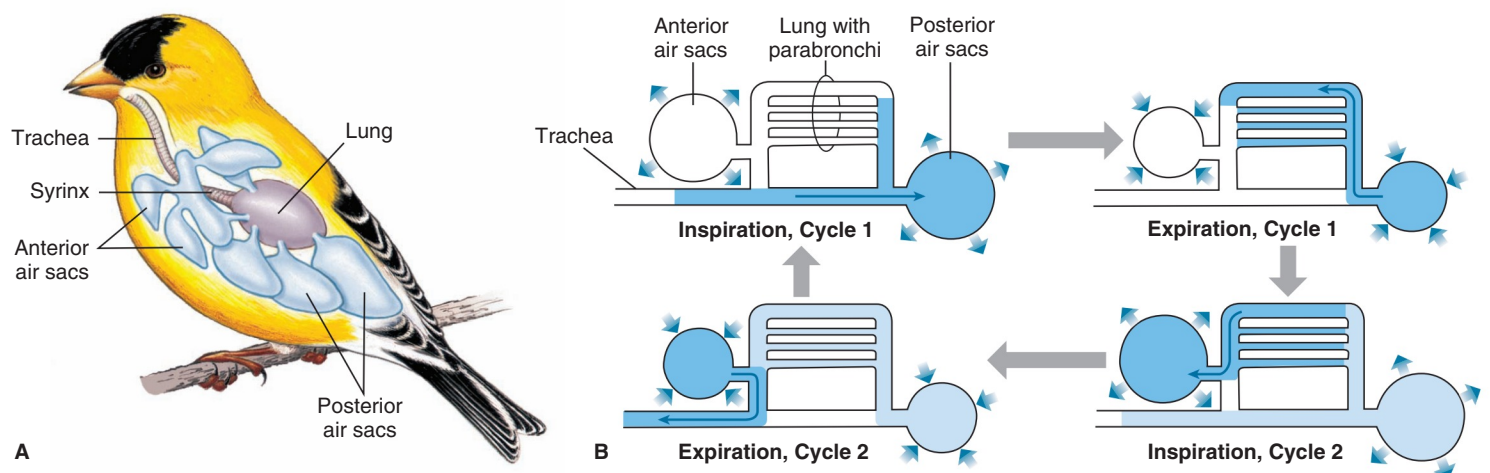 Trachea
Syrinx
Anterior
air sacs
Lung
Posterior
air sacs
A
Anterior
air sacs
Lung with
parabronchi
Posterior
air sacs
Trachea
Inspiration, Cycle 1
Expiration, Cycle 1
Expiration, Cycle 2
Inspiration, Cycle 2
B